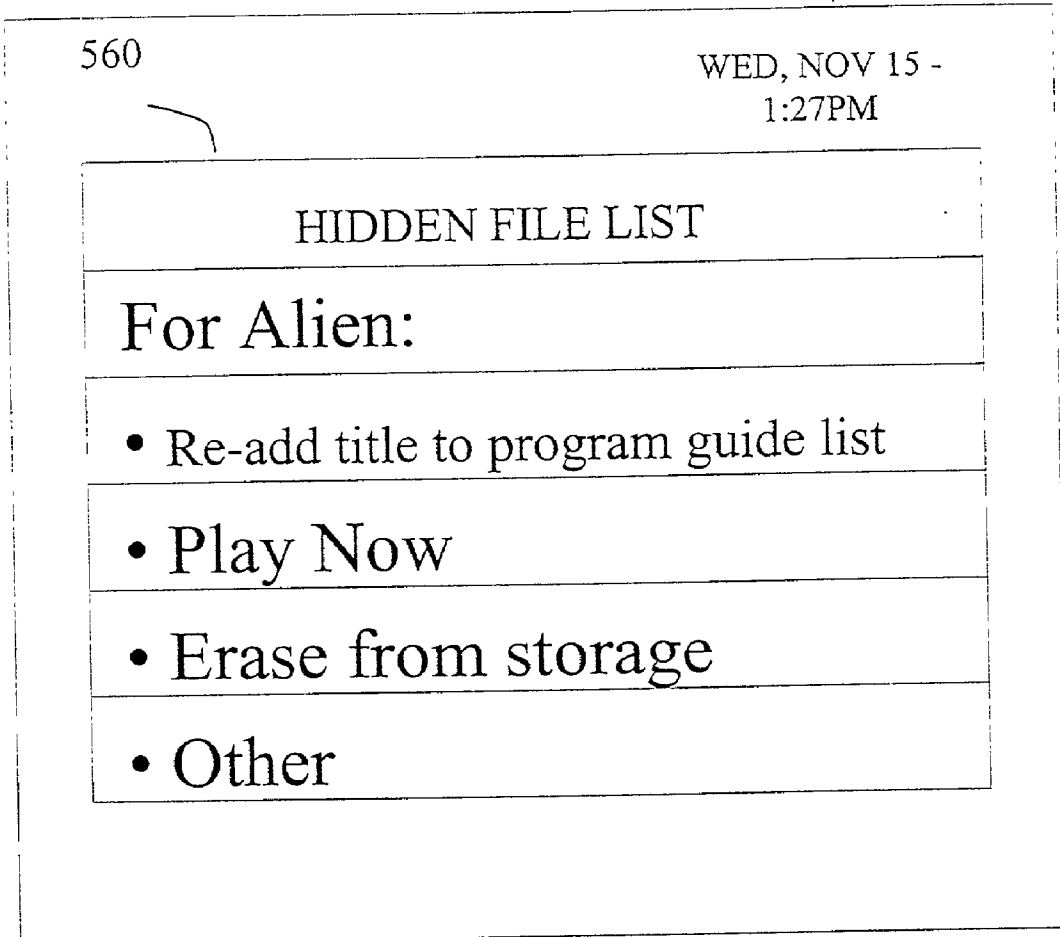 560
WED, NOV 15 -
1:27PM
HIDDEN FILE LIST
For Alien:
• Re-add title to program guide list
• Play Now
• Erase from storage
• Other